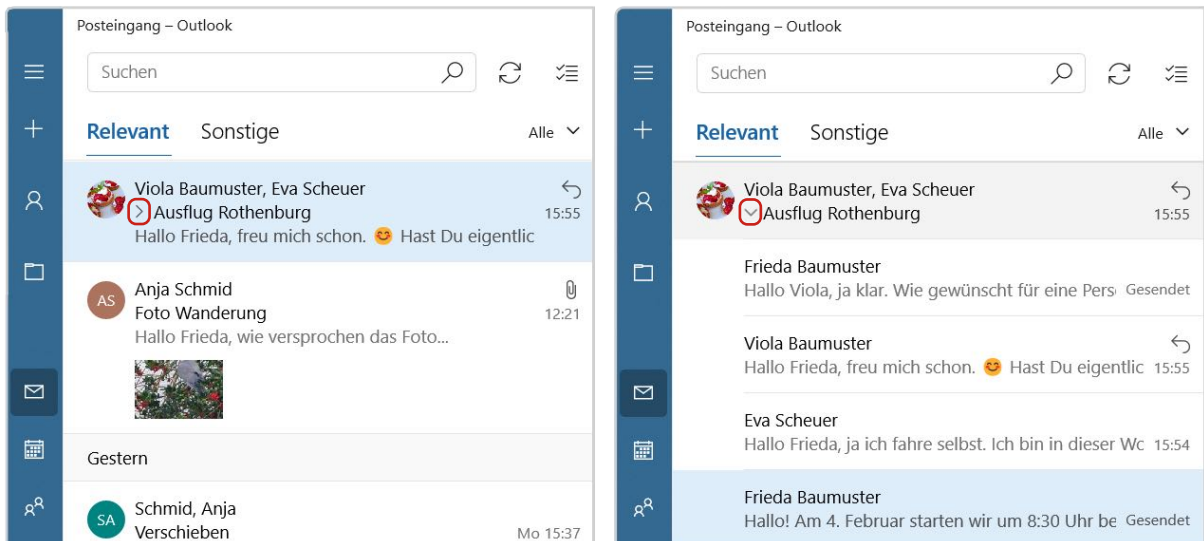 Posteingang – Outlook
Suchen
Relevant Sonstige Alle
Viola Baumuster, Eva Scheuer
Ausflug Rothenburg 15:55
Hallo Frieda, freu mich schon. 😊 Hast Du eigentlic
AS
Anja Schmid
Foto Wanderung 12:21
Hallo Frieda, wie versprochen das Foto...
Gestern
SA
Schmid, Anja
Verschieben Mo 15:37
Posteingang – Outlook
Suchen
Relevant Sonstige Alle
Viola Baumuster, Eva Scheuer
Ausflug Rothenburg 15:55
Frieda Baumuster
Hallo Viola, ja klar. Wie gewünscht für eine Pers Gesendet
Viola Baumuster
Hallo Frieda, freu mich schon. 😊 Hast Du eigentlic 15:55
Eva Scheuer
Hallo Frieda, ja ich fahre selbst. Ich bin in dieser Wc 15:54
Frieda Baumuster
Hallo! Am 4. Februar starten wir um 8:30 Uhr be Gesendet